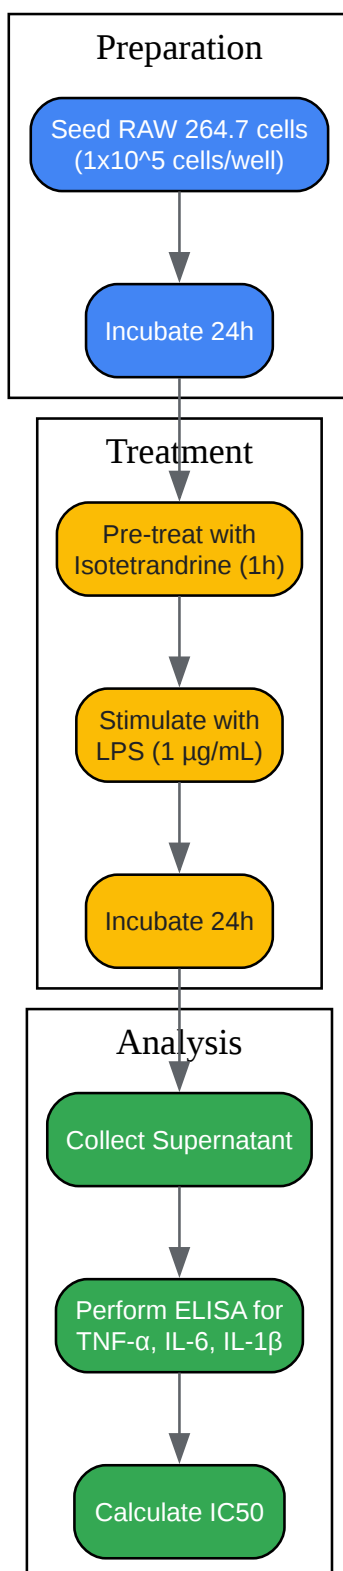 Preparation
Seed RAW 264.7 cells
(1x10^5 cells/well)
Incubate 24h
Treatment
Pre-treat with
Isotetrandrine (1h)
Stimulate with
LPS (1 µg/mL)
Incubate 24h
Analysis
Collect Supernatant
Perform ELISA for
TNF-α, IL-6, IL-1β
Calculate IC50